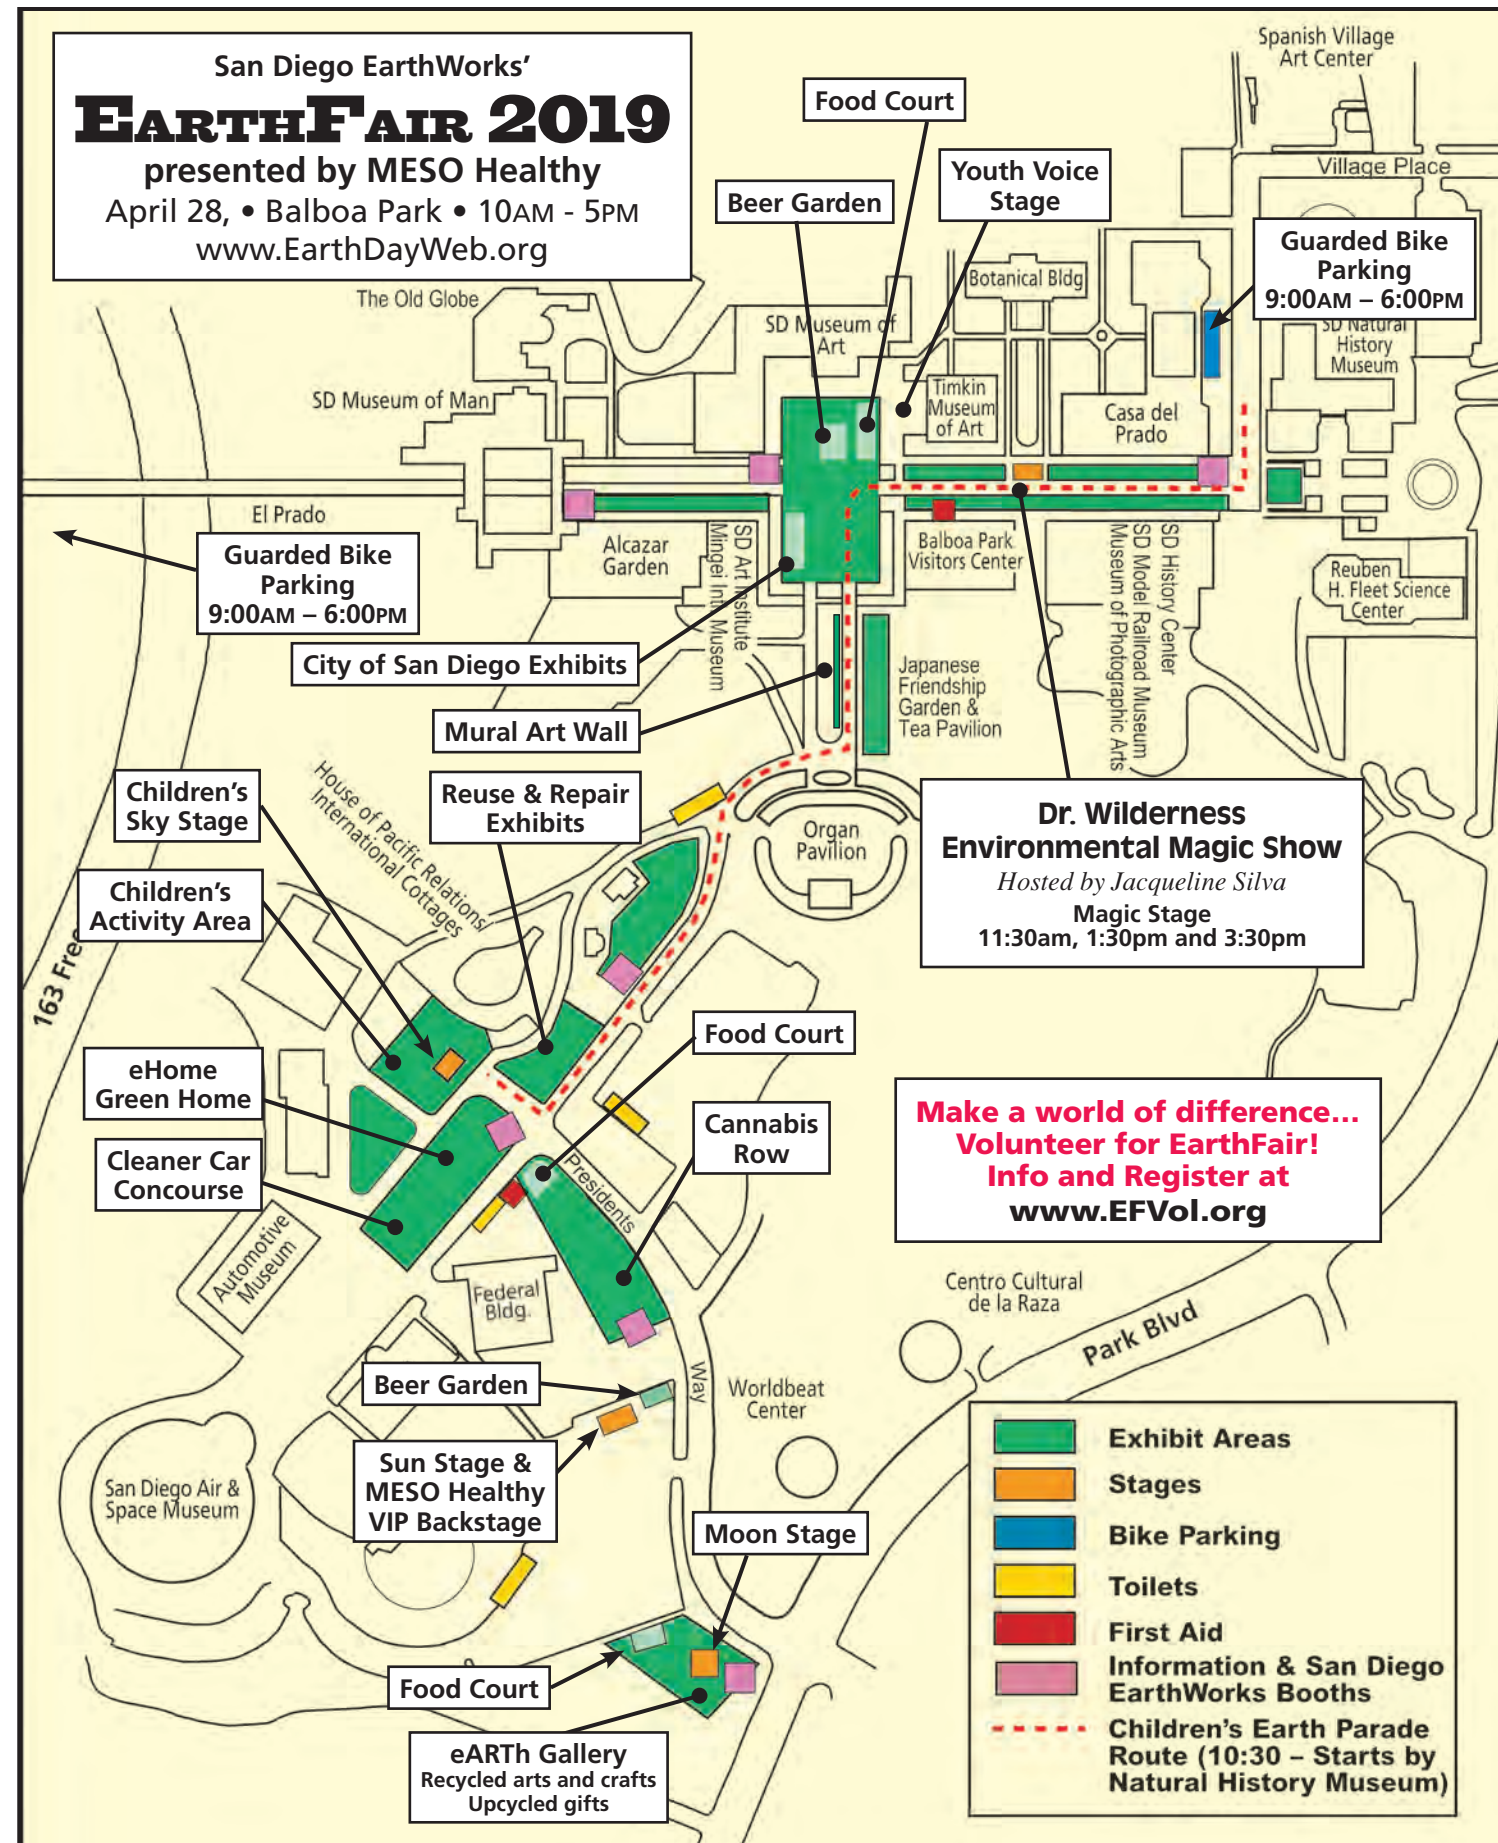 San Diego EarthWorks'
EARTHFAIR 2019
presented by MESO Healthy
April 28, • Balboa Park • 10AM - 5PM
www.EarthDayWeb.org
Spanish Village
Art Center
Village Place
Food Court
Youth Voice
Stage
Beer Garden
Guarded Bike
Parking
9:00AM – 6:00PM
Botanical Bldg
The Old Globe
SD Museum of
Art
SD Natural
History
Museum
SD Museum of Man
Timkin
Museum
of Art
Casa del
Prado
El Prado
Guarded Bike
Parking
9:00AM – 6:00PM
Alcazar
Garden
SD Art Institute
Mingei Intl Museum
Balboa Park
Visitors Center
SD History Center
SD Model Railroad Museum
Museum of Photographic Arts
Reuben
H. Fleet Science
Center
City of San Diego Exhibits
Mural Art Wall
Japanese
Friendship
Garden &
Tea Pavilion
Children's
Sky Stage
House of Pacific Relations/
International Cottages
Reuse & Repair
Exhibits
Organ
Pavilion
Dr. Wilderness
Environmental Magic Show
Hosted by Jacqueline Silva
Magic Stage
11:30am, 1:30pm and 3:30pm
Children's
Activity Area
163 Free
Food Court
eHome
Green Home
Cannabis
Row
Make a world of difference...
Volunteer for EarthFair!
Info and Register at
www.EFVol.org
Cleaner Car
Concourse
Presidents
Way
Automotive
Museum
Federal
Bldg.
Centro Cultural
de la Raza
Park Blvd
Beer Garden
Worldbeat
Center
San Diego Air &
Space Museum
Sun Stage &
MESO Healthy
VIP Backstage
Moon Stage
Food Court
eARTh Gallery
Recycled arts and crafts
Upcycled gifts
Exhibit Areas
Stages
Bike Parking
Toilets
First Aid
Information & San Diego
EarthWorks Booths
Children's Earth Parade
Route (10:30 – Starts by
Natural History Museum)